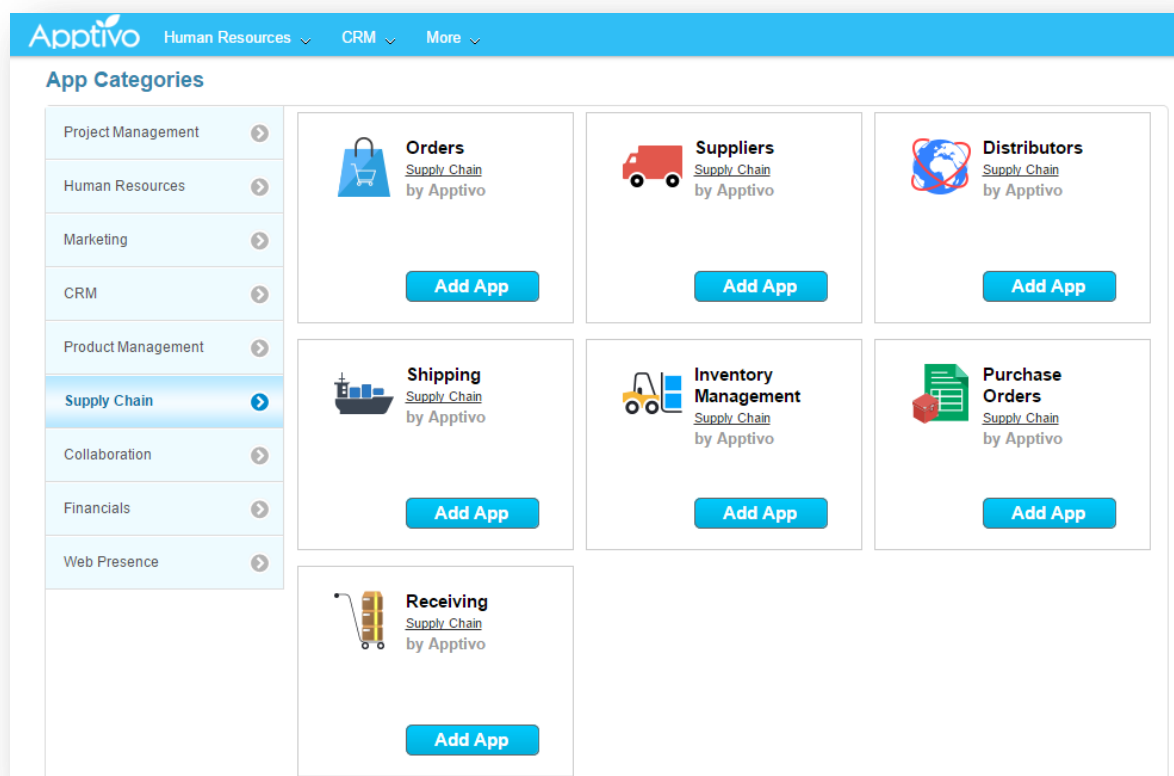 Apptivo Human Resources CRM More
App Categories
Project Management
Human Resources
Marketing
CRM
Product Management
Supply Chain
Collaboration
Financials
Web Presence
Orders
Supply Chain
by Apptivo
Add App
Suppliers
Supply Chain
by Apptivo
Add App
Distributors
Supply Chain
by Apptivo
Add App
Shipping
Supply Chain
by Apptivo
Add App
Inventory
Management
Supply Chain
by Apptivo
Add App
Purchase
Orders
Supply Chain
by Apptivo
Add App
Receiving
Supply Chain
by Apptivo
Add App